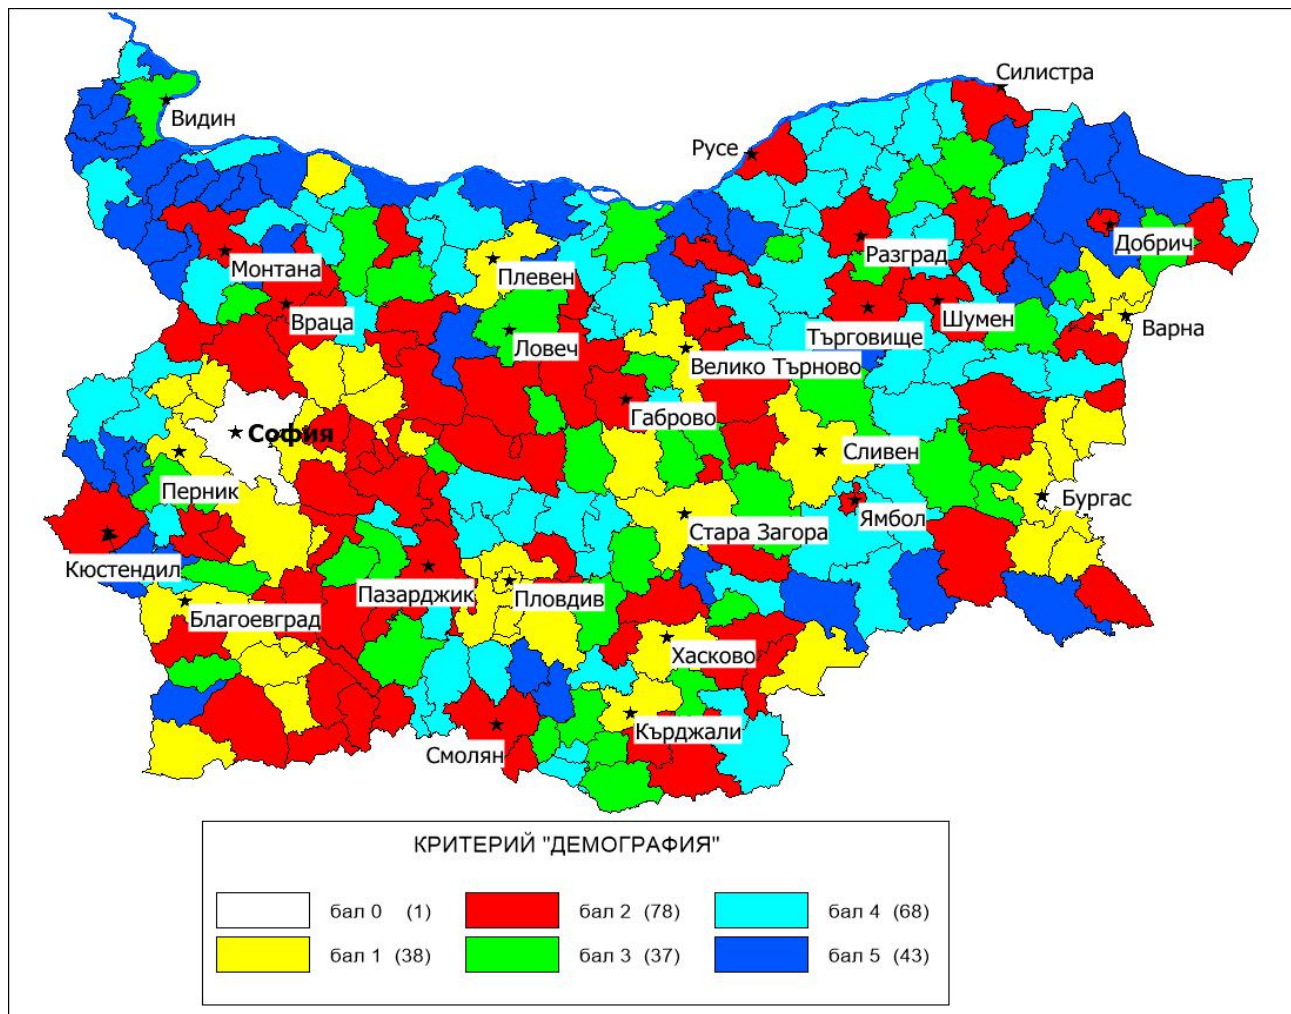 Силистра
Видин
Русе
Добрич
Разград
Монтана
Плевен
Враца
Шумен
Варна
Търговище
Ловеч
Велико Търново
Габрово
София
Сливен
Перник
Бургас
Ямбол
Стара Загора
Кюстендил
Пазарджик
Пловдив
Благоевград
Хасково
Кърджали
Смолян
КРИТЕРИЙ "ДЕМОГРАФИЯ"
бал 0 (1) бал 2 (78) бал 4 (68)
бал 1 (38) бал 3 (37) бал 5 (43)